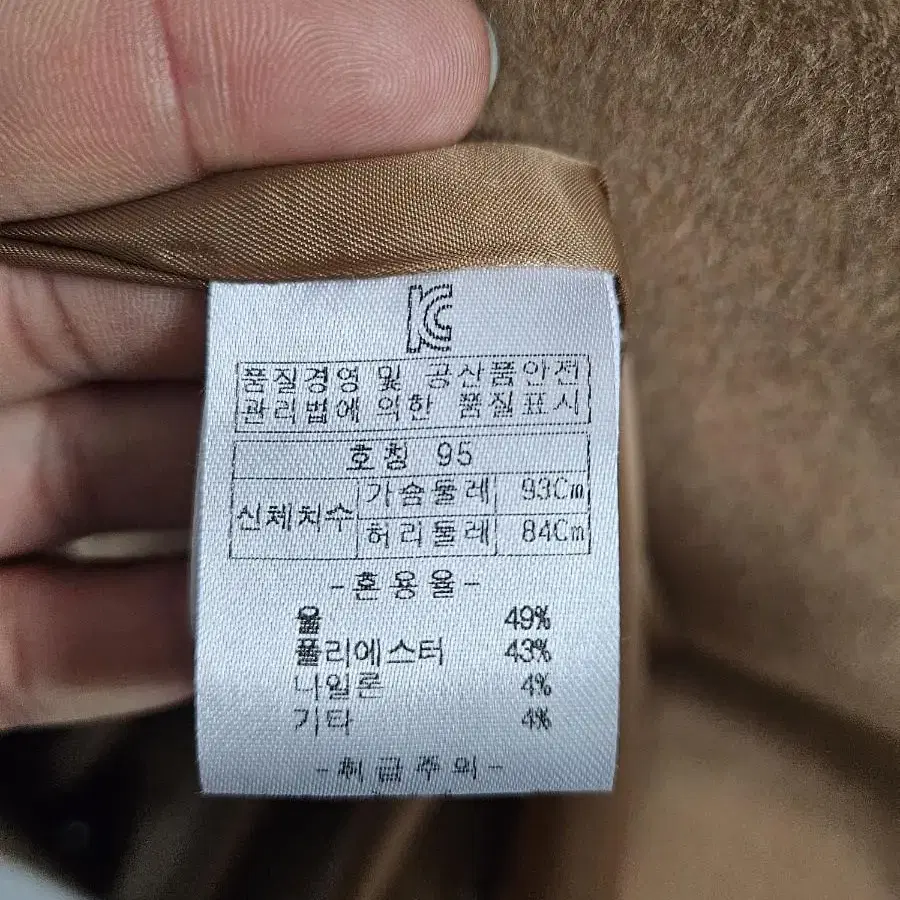 KC
품질경영 및 공산품안전
관리법에 의한 품질표시
호칭 95
신체치수 가슴둘레 93Cm
허리둘레 84Cm
-혼용율-
울 49%
폴리에스터 43%
나일론 4%
기타 4%
-취급주의-